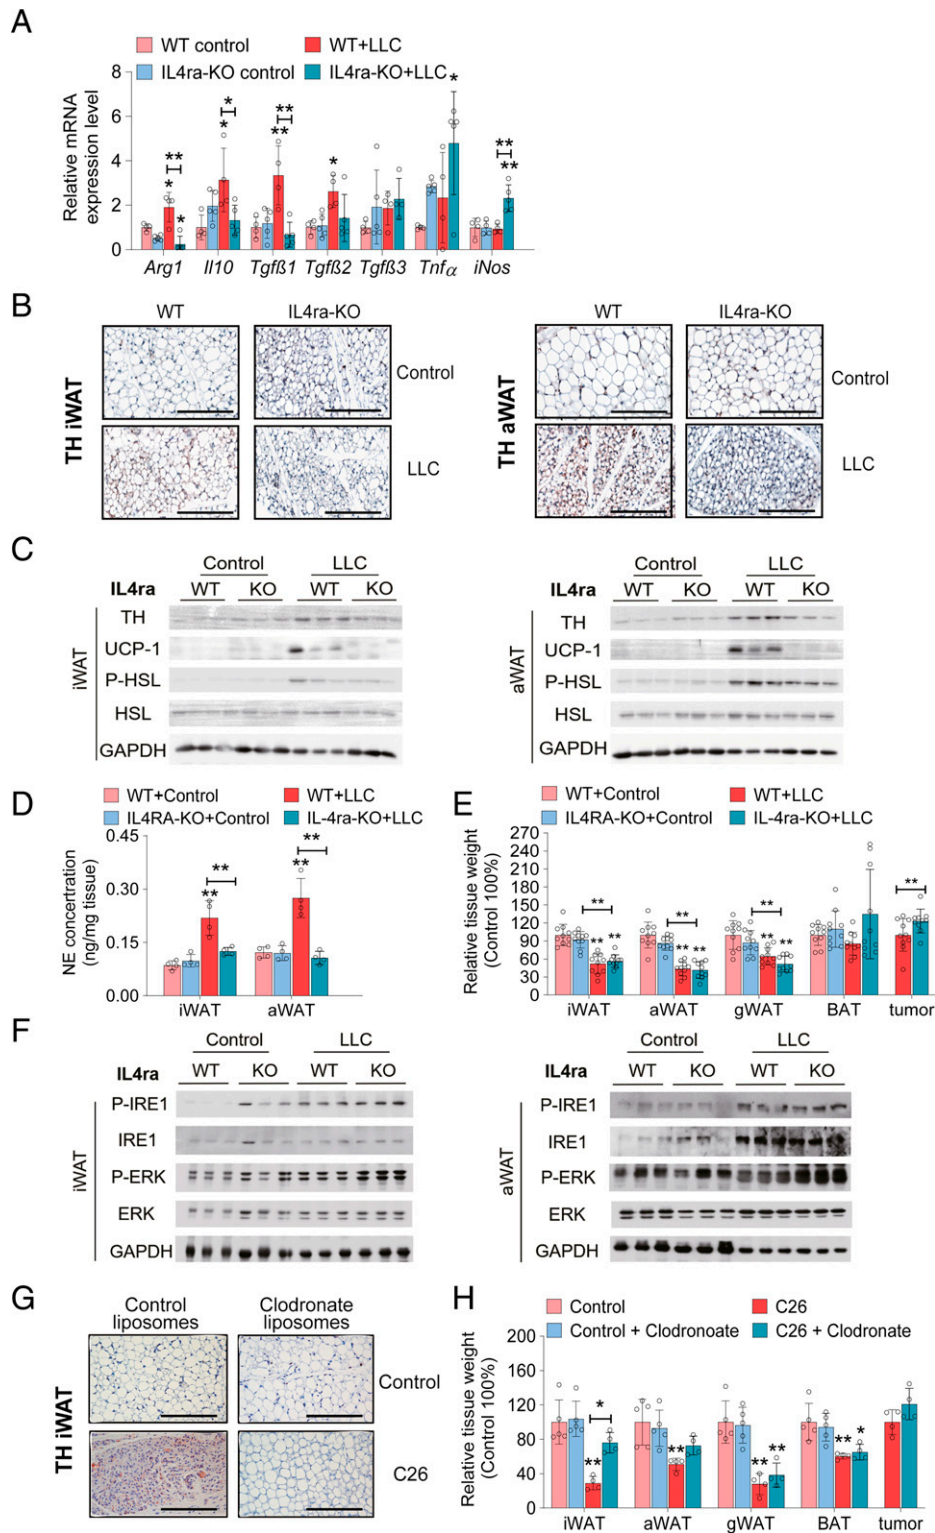 A
WT control
WT+LLC
IL4ra-KO control
IL4ra-KO+LLC
Relative mRNA
expression level
8
6
4
2
0
* ** * * * ** ** * * ** **
Arg1 Il10 Tgfß1 Tgfß2 Tgfß3 Tnfα iNos
B
WT IL4ra-KO
TH iWAT
Control
LLC
WT IL4ra-KO
TH aWAT
Control
LLC
C
Control LLC
IL4ra WT KO WT KO
iWAT
TH
UCP-1
P-HSL
HSL
GAPDH
Control LLC
IL4ra WT KO WT KO
aWAT
TH
UCP-1
P-HSL
HSL
GAPDH
D
WT+Control
WT+LLC
IL4RA-KO+Control
IL-4ra-KO+LLC
NE concentration
(ng/mg tissue)
0.45
0.30
0.15
0.00
** ** ** **
iWAT aWAT
E
WT+Control
WT+LLC
IL4RA-KO+Control
IL-4ra-KO+LLC
Relative tissue weight
(Control 100%)
270
240
210
180
150
120
90
60
30
0
** ** ** **
** ** ** ** ** **
iWAT aWAT gWAT BAT tumor
F
Control LLC
IL4ra WT KO WT KO
iWAT
P-IRE1
IRE1
P-ERK
ERK
GAPDH
Control LLC
IL4ra WT KO WT KO
aWAT
P-IRE1
IRE1
P-ERK
ERK
GAPDH
G
Control
liposomes
Clodronate
liposomes
TH iWAT
Control
C26
H
Control
C26
Control + Clodronoate
C26 + Clodronate
Relative tissue weight
(Control 100%)
200
160
120
80
40
0
* ** ** ** ** ** *
iWAT aWAT gWAT BAT tumor